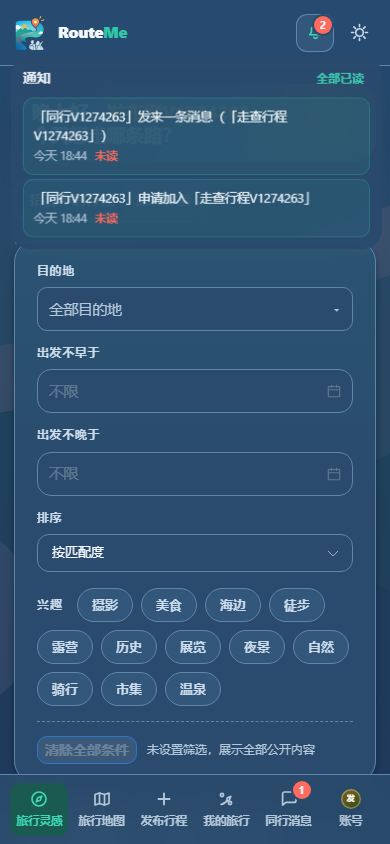 RouteMe
2
通知
全部已读
「同行V1274263」发来一条消息（「走查行程
V1274263」）
今天 18:44 未读
「同行V1274263」申请加入「走查行程V1274263」
今天 18:44 未读
目的地
全部目的地
出发不早于
不限
出发不晚于
不限
排序
按匹配度
兴趣 摄影 美食 海边 徒步
露营 历史 展览 夜景 自然
骑行 市集 温泉
清除全部条件 未设置筛选，展示全部公开内容
1
发
旅行灵感 旅行地图 发布行程 我的旅行 同行消息 账号